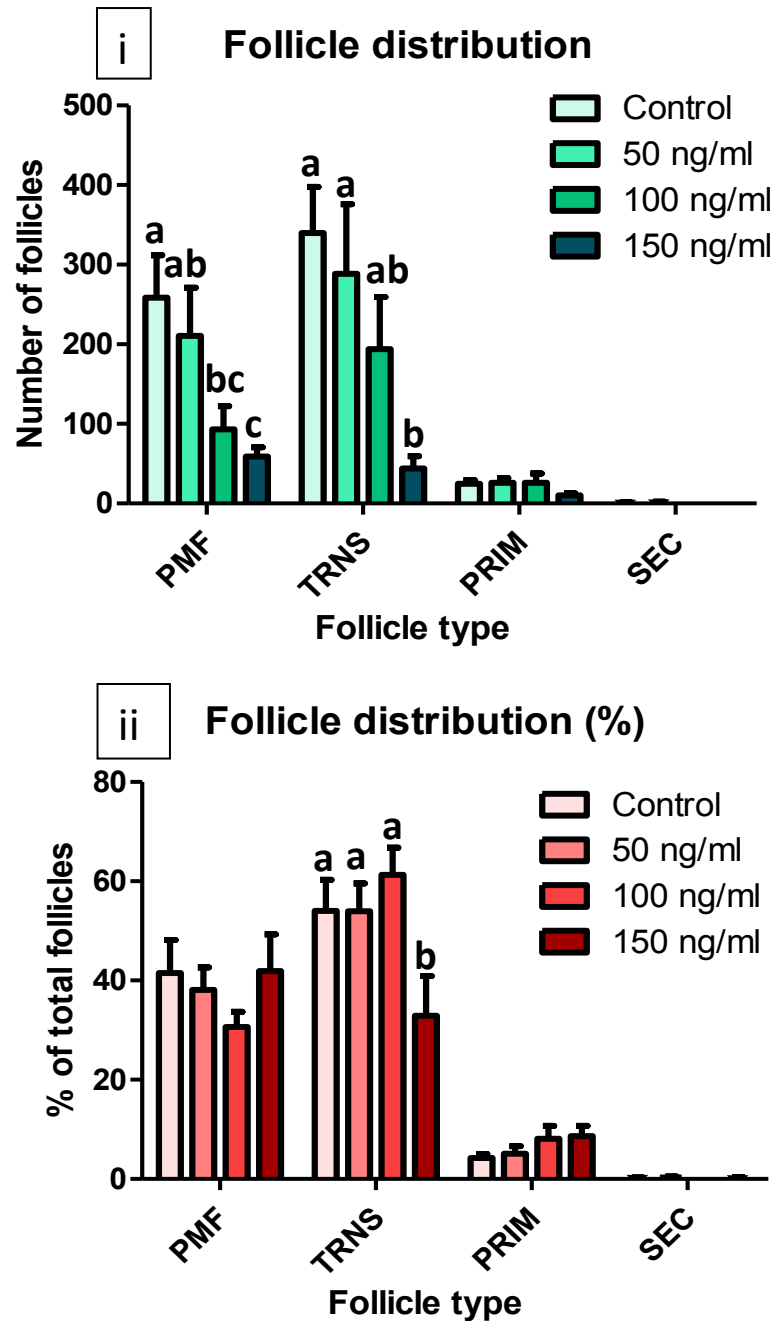 i
Follicle distribution
Control
50 ng/ml
100 ng/ml
150 ng/ml
500
400
300
200
100
0
Number of follicles
a
ab
bc
c
a
a
ab
b
PMF
TRNS
PRIM
SEC
Follicle type
ii
Follicle distribution (%)
Control
50 ng/ml
100 ng/ml
150 ng/ml
80
60
40
20
0
% of total follicles
a
a
a
b
PMF
TRNS
PRIM
SEC
Follicle type